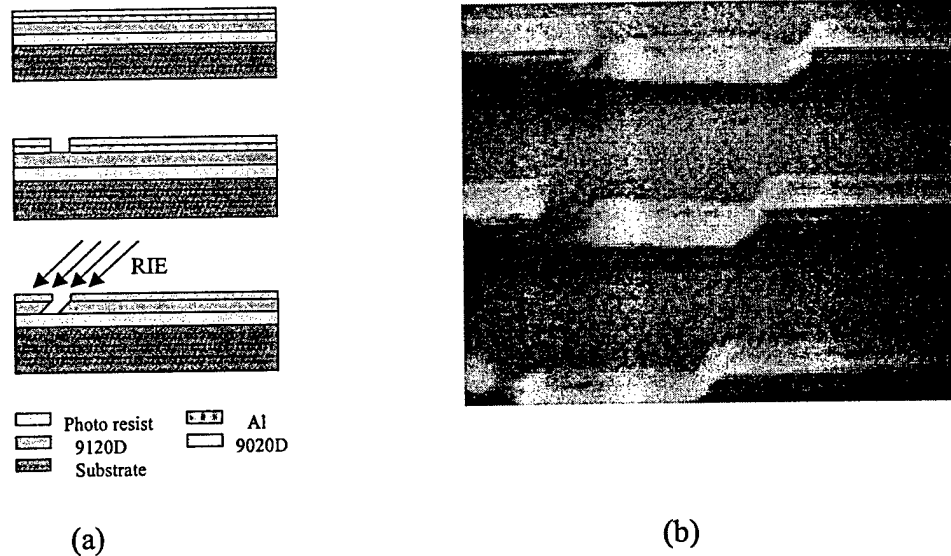 RIE
Photo resist Al
9120D 9020D
Substrate
(a)
(b)